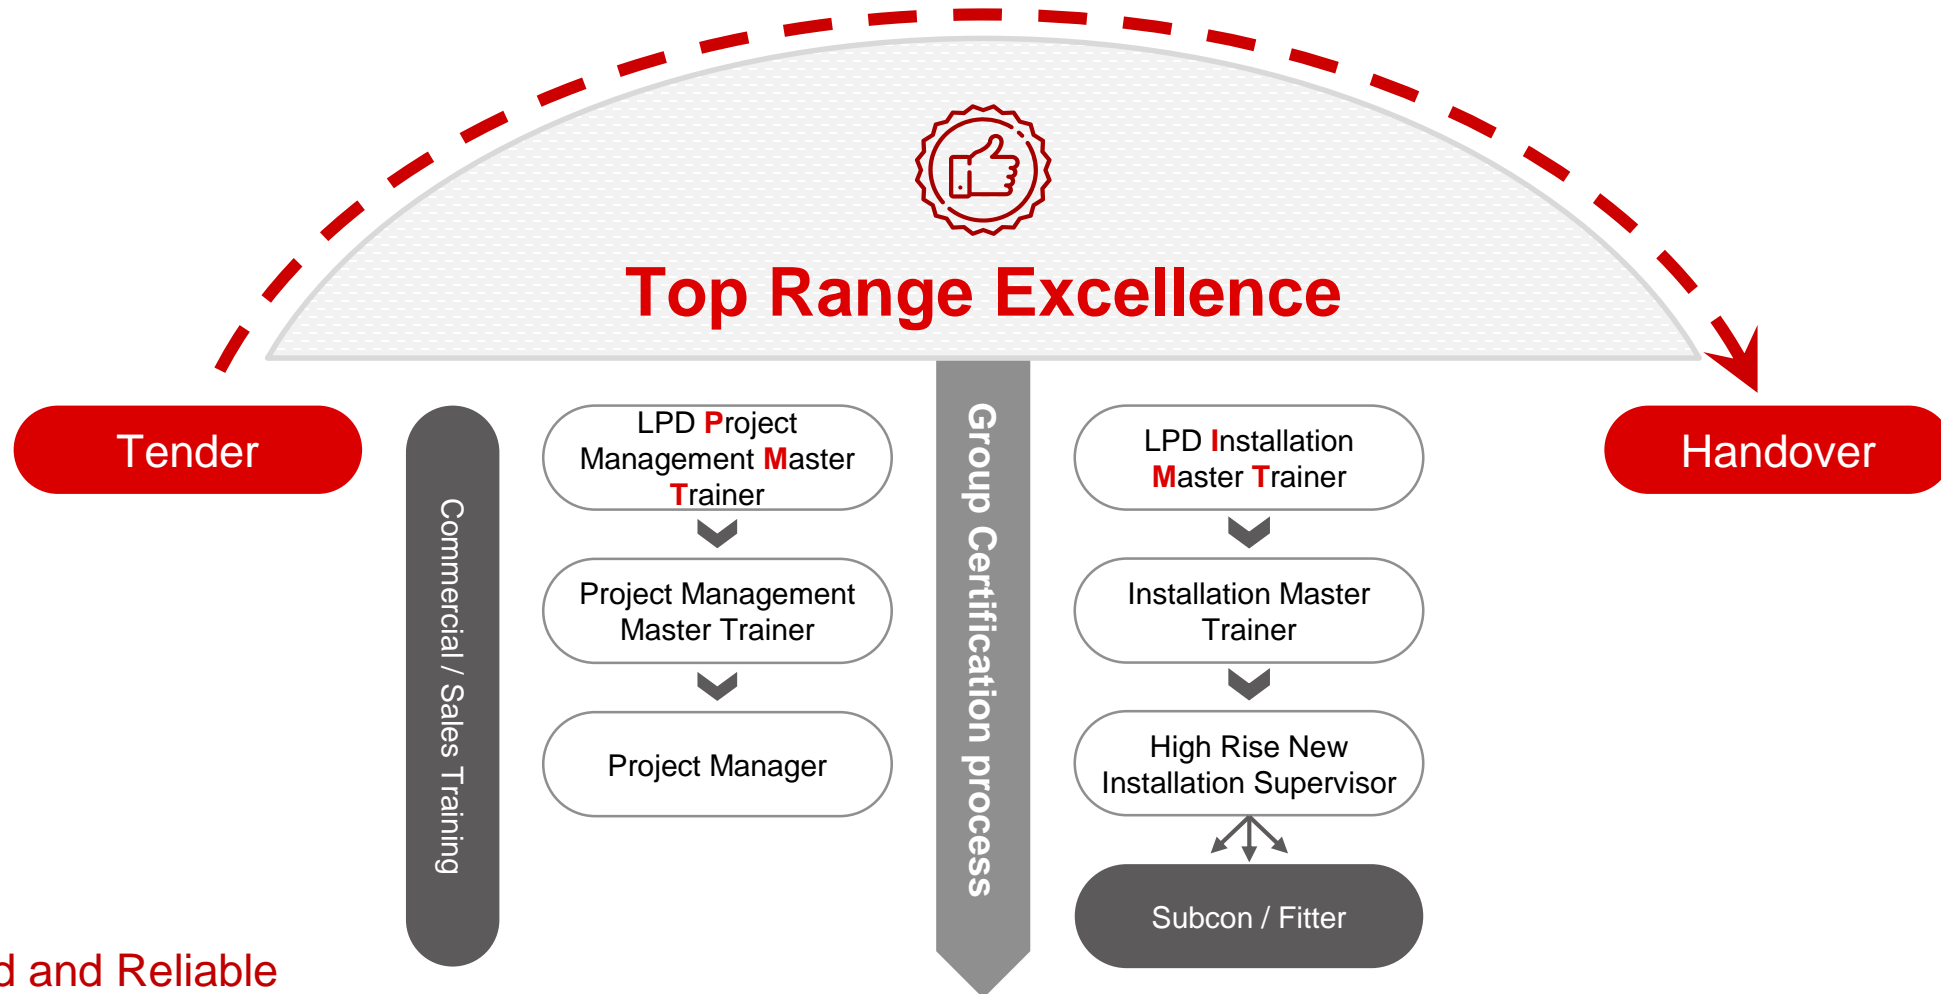 Top Range Excellence
Tender
Handover
Commercial / Sales Training
LPD Project
Management Master
Trainer
Project Management
Master Trainer
Project Manager
Group Certification process
LPD Installation
Master Trainer
Installation Master
Trainer
High Rise New
Installation Supervisor
Subcon / Fitter
and Reliable